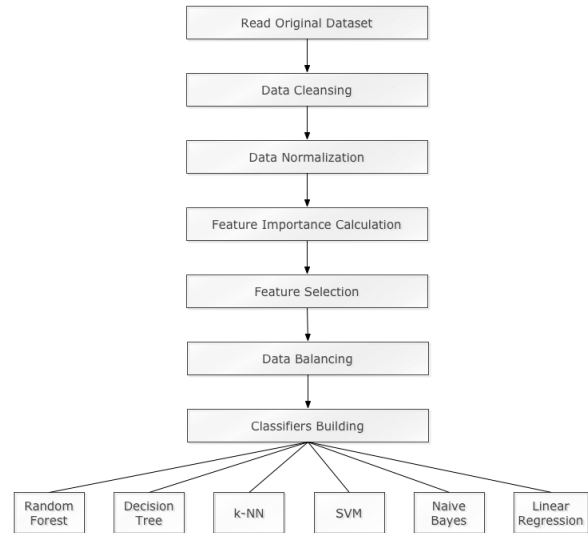 Read Original Dataset
Data Cleansing
Data Normalization
Feature Importance Calculation
Feature Selection
Data Balancing
Classifiers Building
Random
Forest
Decision
Tree
k-NN
SVM
Naive
Bayes
Linear
Regression